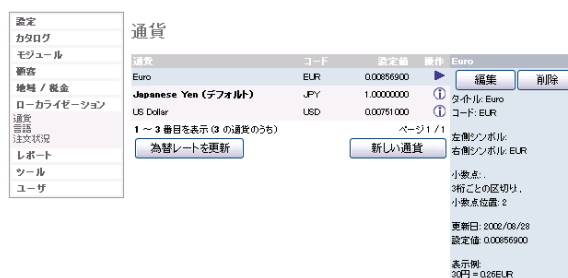 設定
カタログ
モジュール
顧客
地域 / 税金
ローカライゼーション
通貨
言語
注文状況
レポート
ツール
ユーザ
通貨
通貨 コード 設定値 操作
Euro EUR 0.00856900
Japanese Yen (デフォルト) JPY 1.00000000
US Dollar USD 0.00751000
1 ～ 3 番目を表示 (3 の通貨のうち) ページ 1 / 1
為替レートを更新 新しい通貨
Euro
編集 削除
タイトル: Euro
コード: EUR
左側シンボル:
右側シンボル: EUR
小数点: .
3桁ごとの区切り: ,
小数点位置: 2
更新日: 2002/08/28
設定値: 0.00856900
表示例:
30円 = 0.26EUR